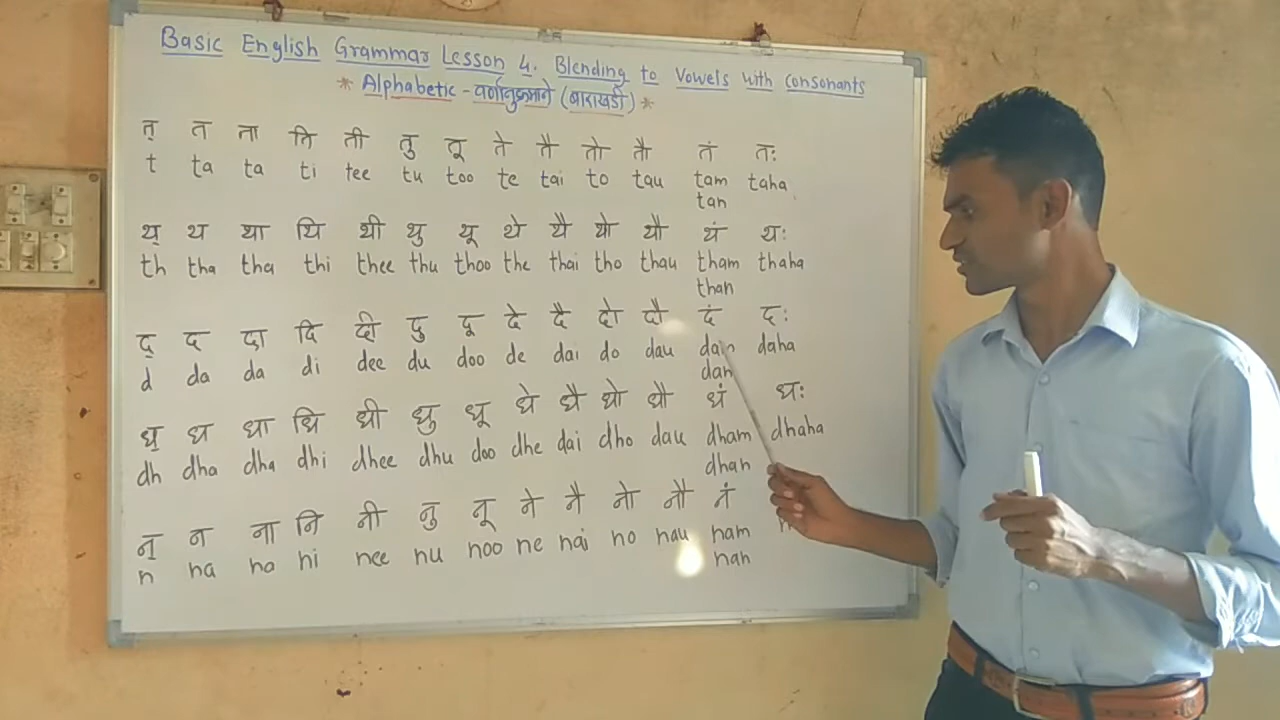 Basic English Grammar Lesson 4. Blending to Vowels with consonants
* Alphabetic - वर्णानुक्रमाने (बाराखडी) *
त् त ता ति ती तु तू ते तै तो तौ तं तः
t ta ta ti tee tu too te tai to tau tam taha
tan
थ् थ था थि थी थु थू थे थै थो थौ थं थः
th tha tha thi thee thu thoo the thai tho thau tham thaha
than
द् द दा दि दी दु दू दे दै दो दौ दं दः
d da da di dee du doo de dai do dau daha
dan
ध् ध धा धि धी धु धू धे धै धो धौ धं धः
dh dha dha dhi dhee dhu doo dhe dai dho dau dham dhaha
dhan
न् न ना नि नी नु नू ने नै नो नौ नं
n na na ni nee nu noo ne nai no nau nam
nan